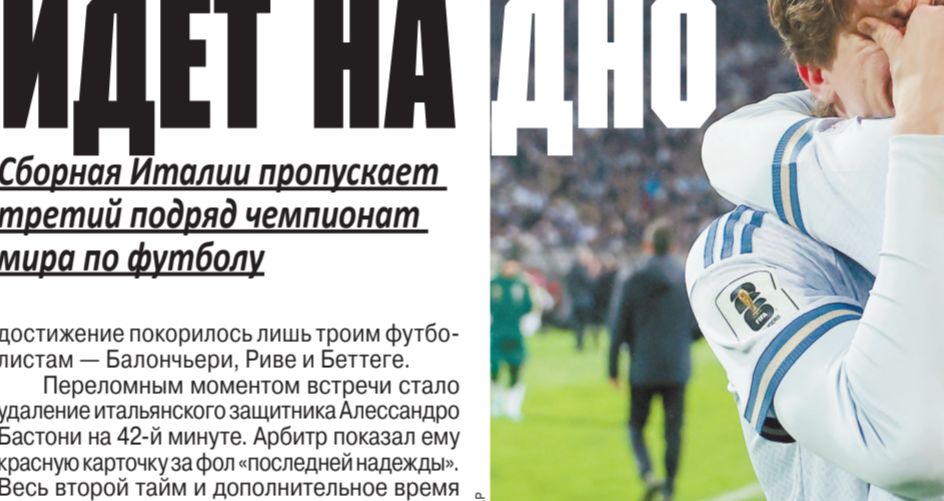 ИДЕТ НА ДНО
Сборная Италии пропускает
третий подряд чемпионат
мира по футболу
достижение покорилось лишь троим футбо-
листам — Балончьери, Риве и Беттеге.
Переломным моментом встречи стало
удаление итальянского защитника Алессандро
Бастони на 42-й минуте. Арбитр показал ему
красную карточку за фол «последней надежды».
Весь второй тайм и дополнительное время
FIFA